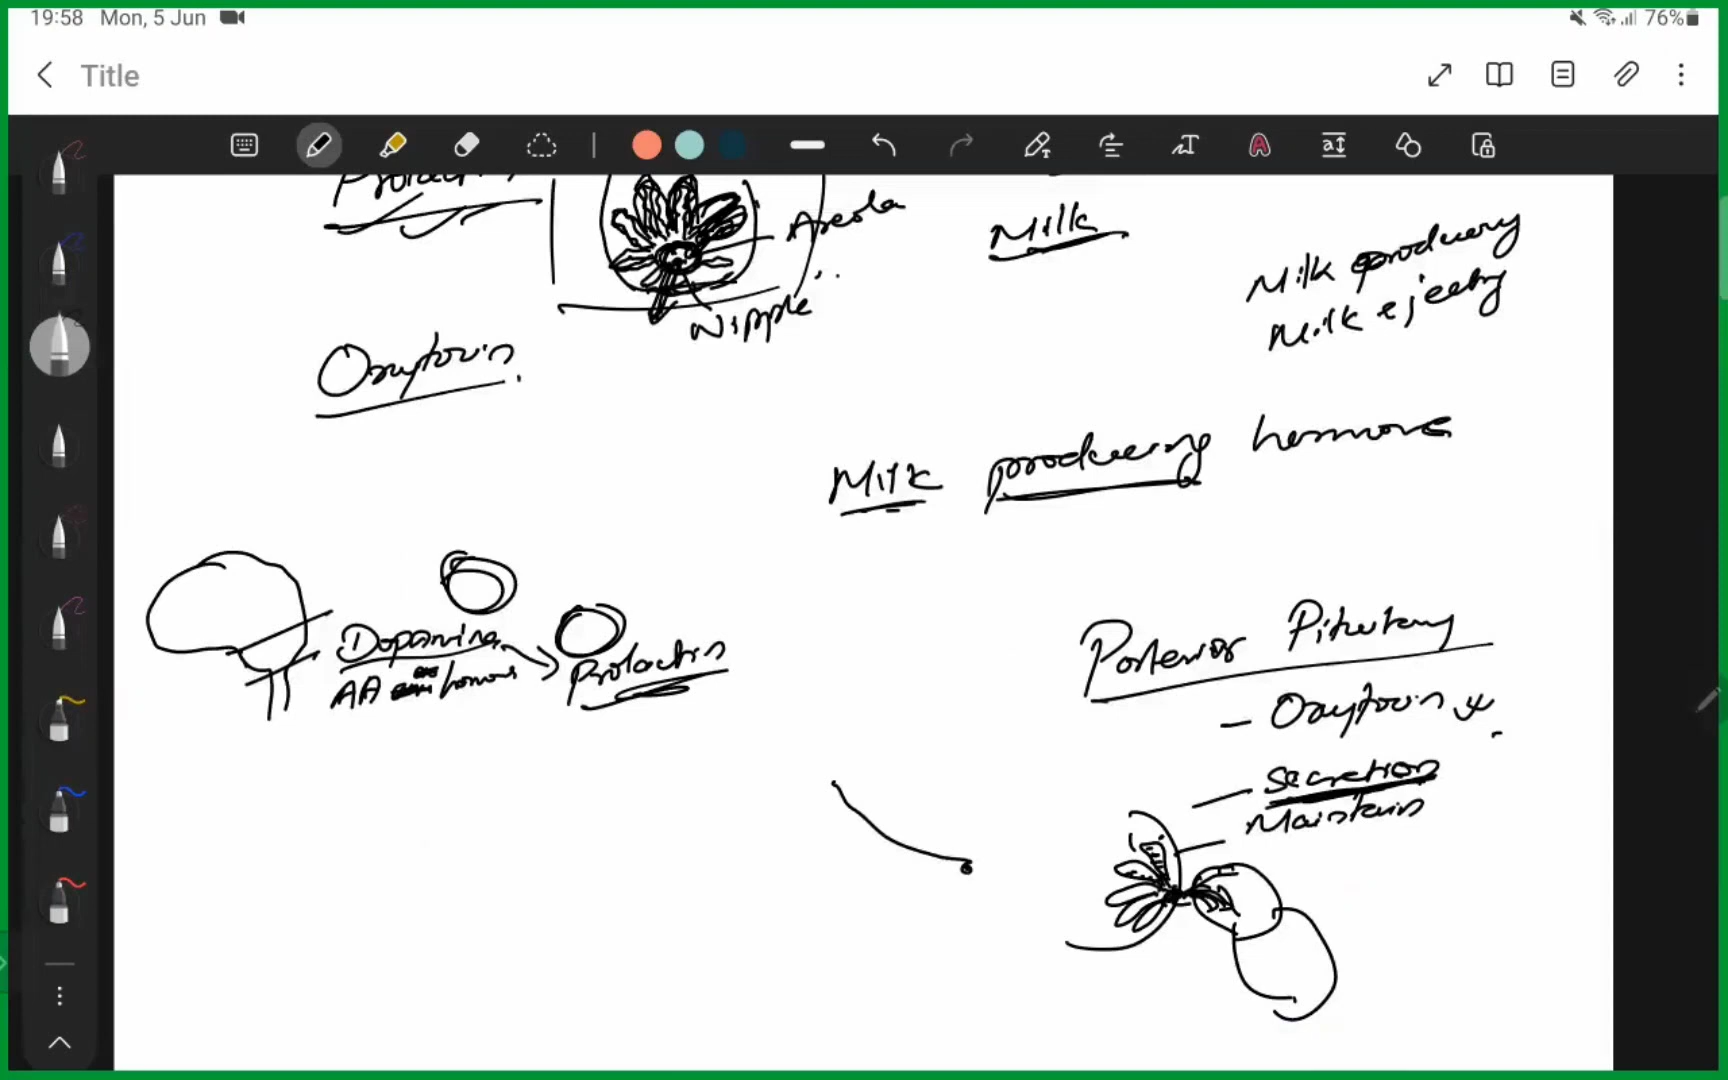 19:58 Mon, 5 Jun
76%
Title
Prolactin
Areola
Milk
Nipple
Milk producing
Milk ejecting
Oxytocin
Milk producing hormone
Dopamine
AA
Prolactin
Posterior Pituitary
- Oxytocin
- Secretion
- Maintain